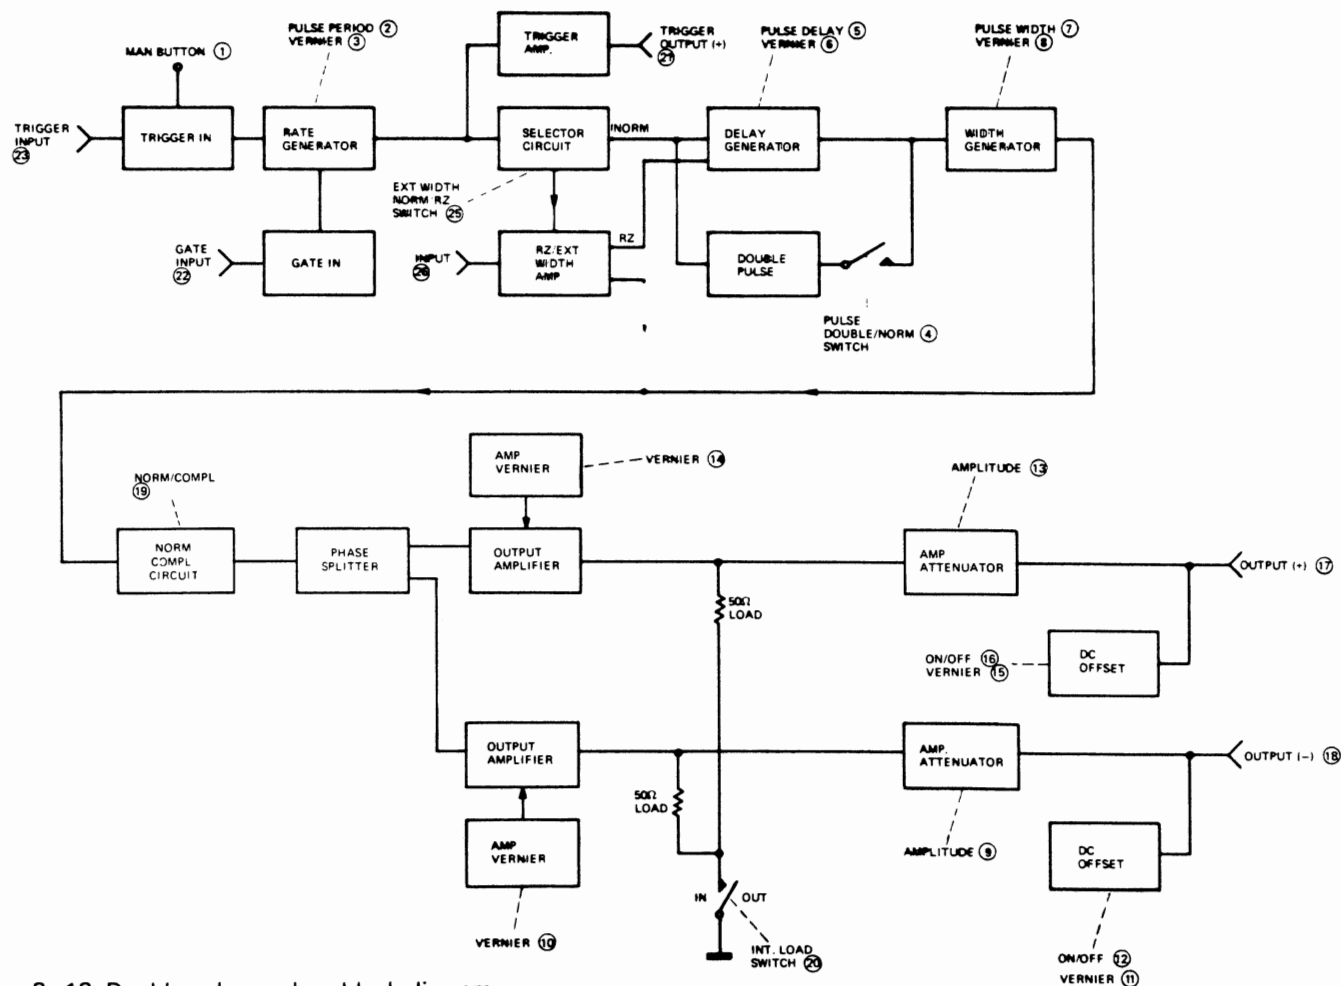 PULSE PERIOD ②
VERNIER ③
MAN BUTTON ①
TRIGGER
AMP.
TRIGGER
OUTPUT (+)
㉑
PULSE DELAY ⑤
VERNIER ⑥
PULSE WIDTH ⑦
VERNIER ⑧
TRIGGER
INPUT
㉓
TRIGGER IN
RATE
GENERATOR
SELECTOR
CIRCUIT
NORM
DELAY
GENERATOR
WIDTH
GENERATOR
EXT WIDTH
NORM/RZ
SWITCH ㉕
GATE
INPUT
㉒
GATE IN
INPUT
㉖
RZ/EXT
WIDTH
AMP
RZ
DOUBLE
PULSE
PULSE
DOUBLE/NORM ④
SWITCH
NORM/COMPL
⑲
AMP
VERNIER
VERNIER ⑭
AMPLITUDE ⑬
NORM
COMPL
CIRCUIT
PHASE
SPLITTER
OUTPUT
AMPLIFIER
AMP
ATTENUATOR
OUTPUT (+) ⑰
50Ω
LOAD
ON/OFF ⑯
VERNIER ⑮
DC
OFFSET
OUTPUT
AMPLIFIER
AMP.
ATTENUATOR
OUTPUT (−) ⑱
50Ω
LOAD
AMP
VERNIER
AMPLITUDE ⑨
DC
OFFSET
IN OUT
VERNIER ⑩
INT. LOAD
SWITCH ⑳
ON/OFF ⑫
VERNIER ⑪